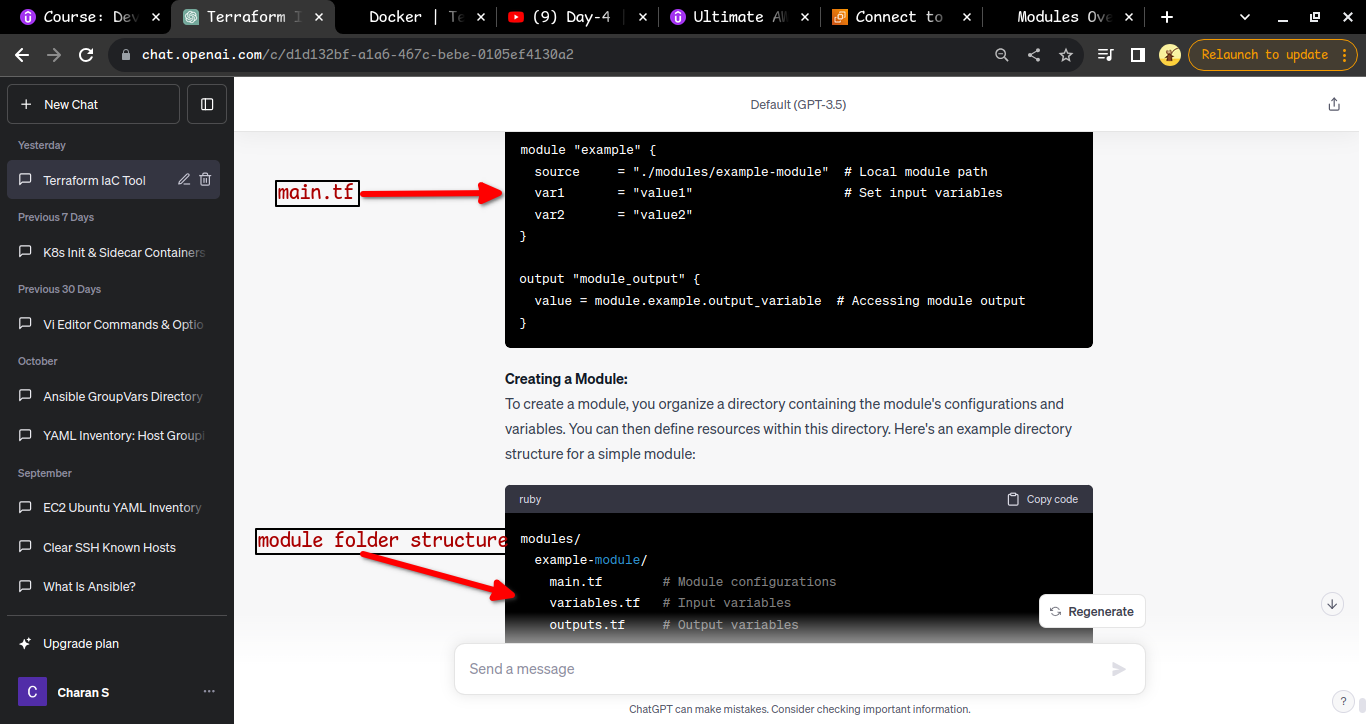 Course: Dev
Terraform I
Docker | Te
(9) Day-4
Ultimate AW
Connect to
Modules Ove
chat.openai.com/c/d1d132bf-a1a6-467c-bebe-0105ef4130a2
Relaunch to update
New Chat
Yesterday
Terraform IaC Tool
Previous 7 Days
K8s Init & Sidecar Containers
Previous 30 Days
Vi Editor Commands & Optio
October
Ansible GroupVars Directory
YAML Inventory: Host Groupi
September
EC2 Ubuntu YAML Inventory
Clear SSH Known Hosts
What Is Ansible?
Upgrade plan
C Charan S
Default (GPT-3.5)
main.tf
module "example" {
source = "./modules/example-module" # Local module path
var1 = "value1" # Set input variables
var2 = "value2"
}
output "module_output" {
value = module.example.output_variable # Accessing module output
}
Creating a Module:
To create a module, you organize a directory containing the module's configurations and
variables. You can then define resources within this directory. Here's an example directory
structure for a simple module:
ruby
Copy code
module folder structure
modules/
example-module/
main.tf # Module configurations
variables.tf # Input variables
outputs.tf # Output variables
Regenerate
Send a message
ChatGPT can make mistakes. Consider checking important information.
?